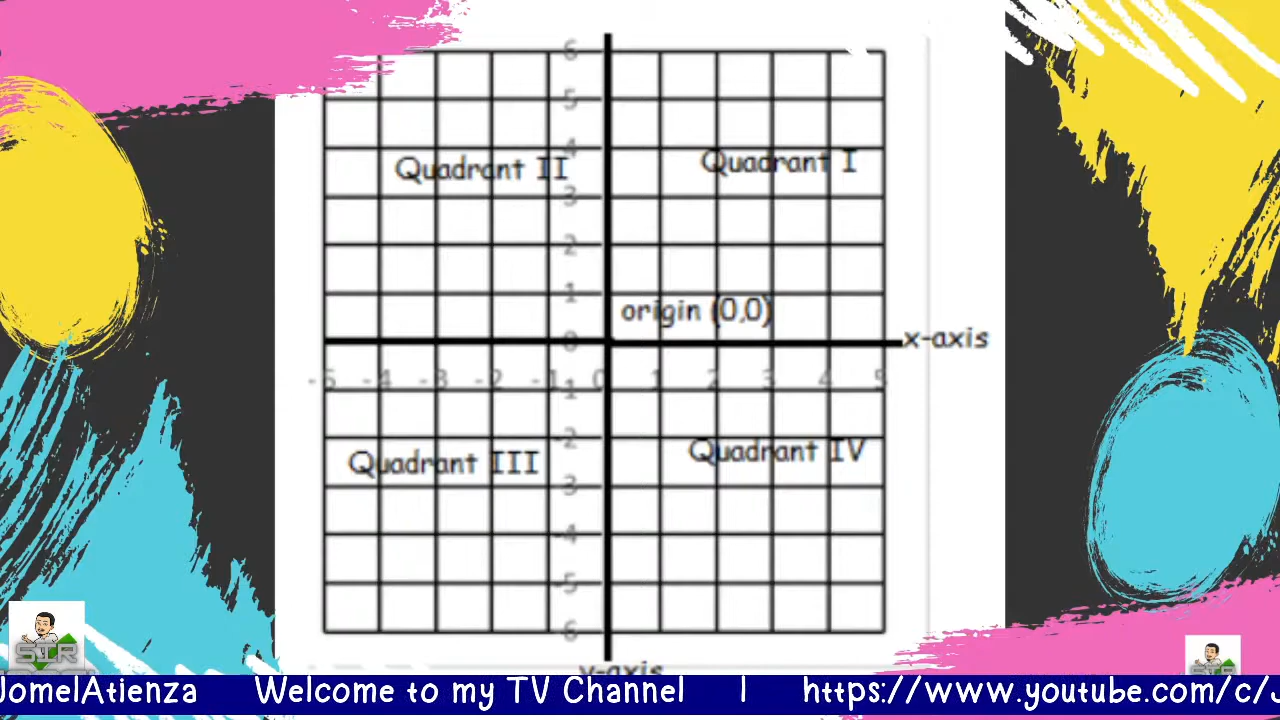 6
5
4
Quadrant II
Quadrant I
3
2
1
origin (0,0)
0
x-axis
-5 -4 -3 -2 -1 0 1 2 3 4 5
1
-2
Quadrant III
Quadrant IV
3
-4
-5
6
y-axis
SIR
JomelAtienza Welcome to my TV Channel | https://www.youtube.com/c/J